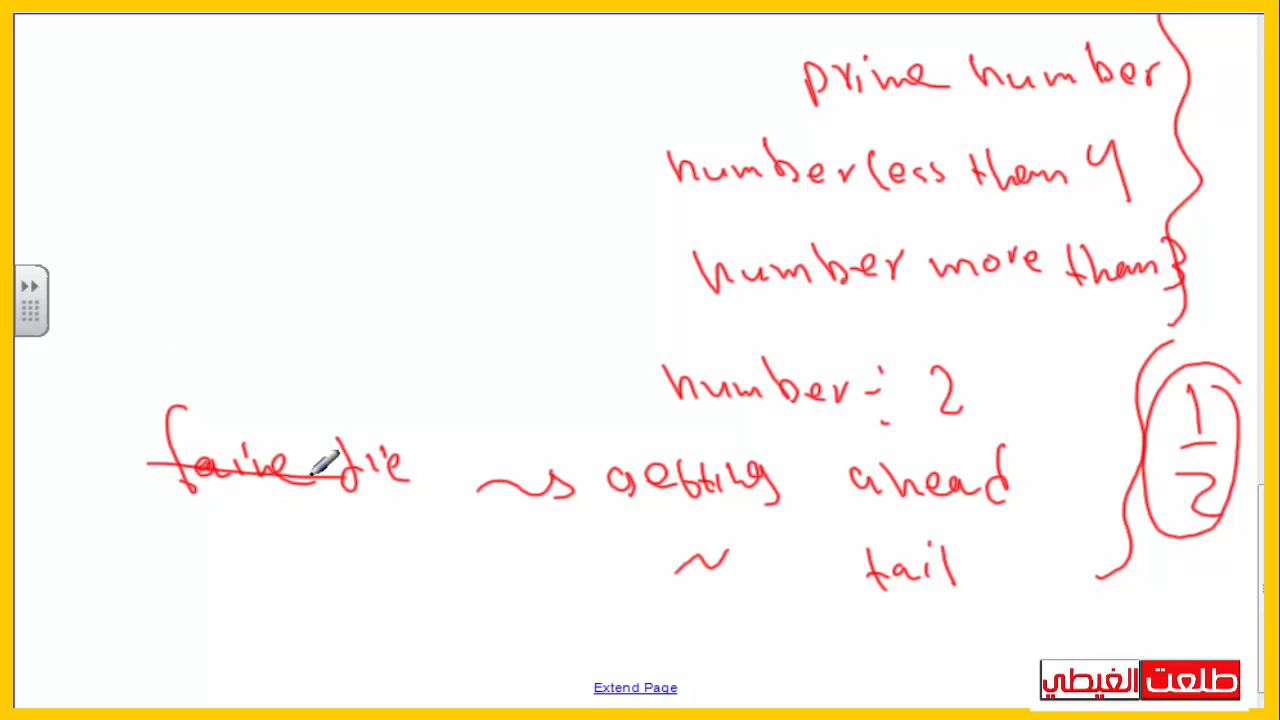 prime number
number less than 4
number more than 3
number ÷ 2
faire die ~s getting ahead
~ tail
1/2
Extend Page
طلعت الغيطي